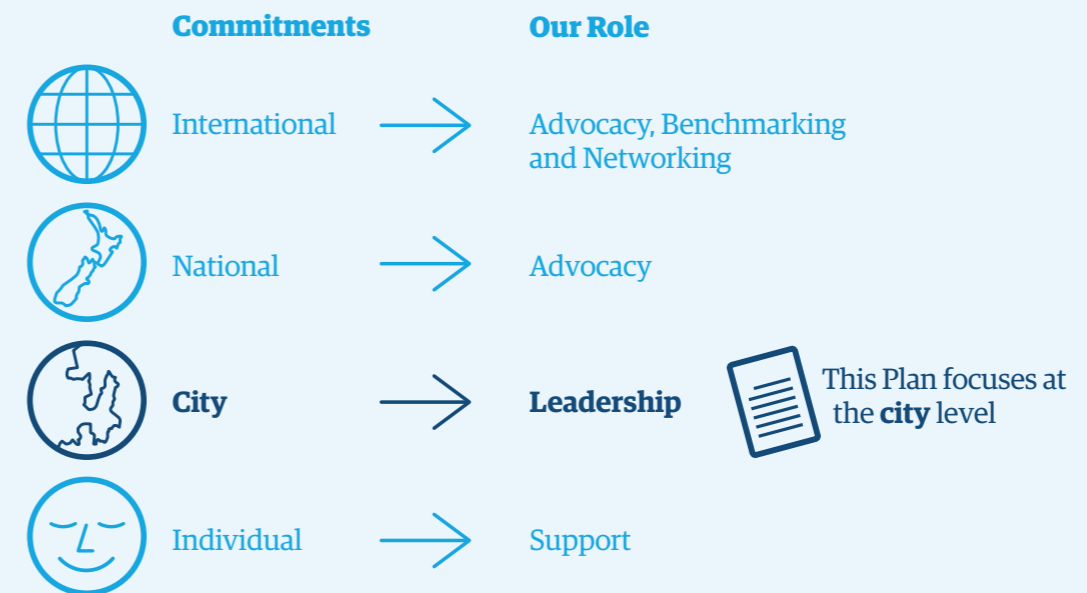 Commitments Our Role
International Advocacy, Benchmarking
and Networking
National Advocacy
City Leadership This Plan focuses at
the city level
Individual Support